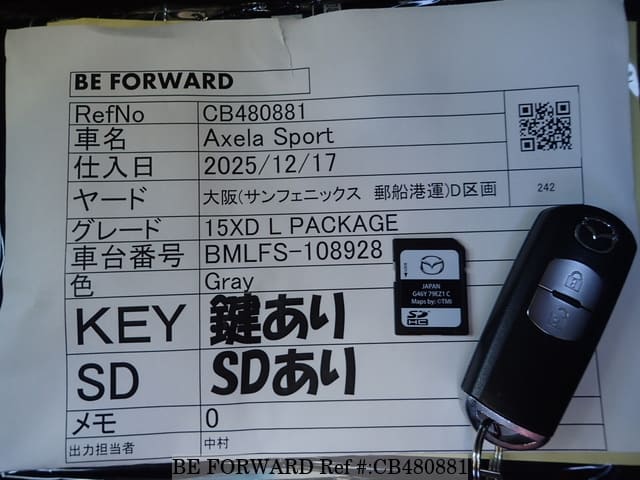 BE FORWARD
RefNo CB480881
車名 Axela Sport
仕入日 2025/12/17
ヤード 大阪(サンフェニックス 郵船港運)D区画 242
グレード 15XD L PACKAGE
車台番号 BMLFS-108928
色 Gray
KEY 鍵あり
SD SDあり
メモ 0
出力担当者 中村
JAPAN
G46Y 79EZ1 C
Maps by: ©TMI
SD
HC
BE FORWARD Ref #:CB480881